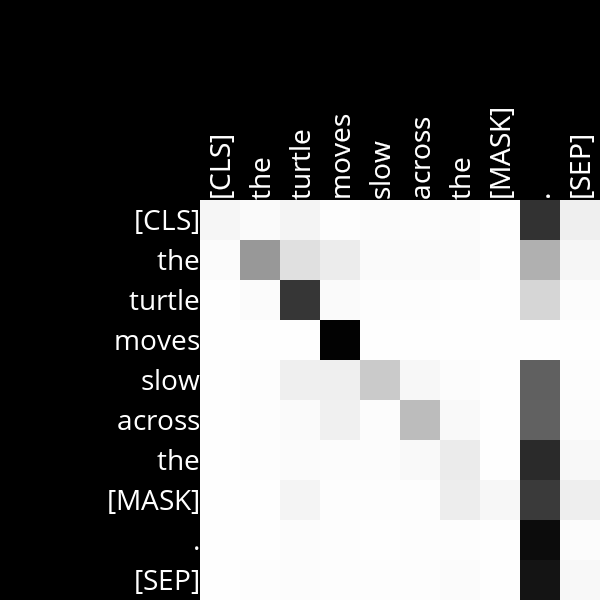 [CLS] the turtle moves slow across the [MASK] . [SEP]
[CLS]
the
turtle
moves
slow
across
the
[MASK]
.
[SEP]